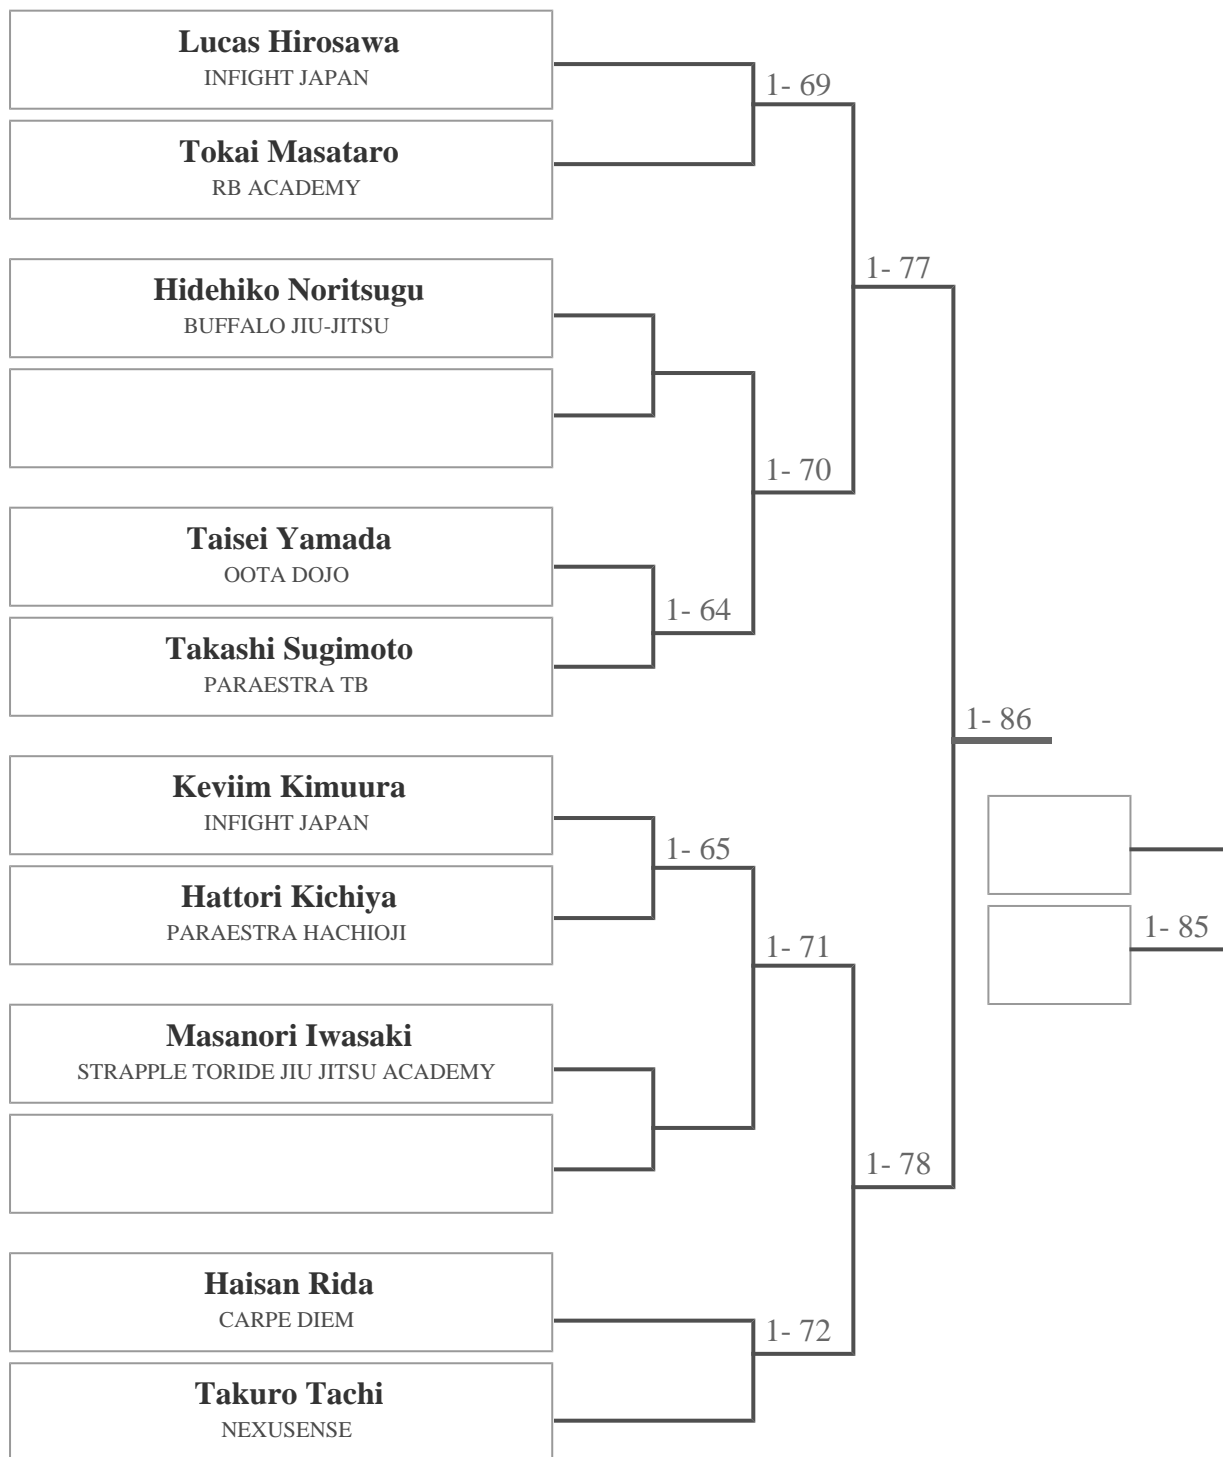 Lucas Hirosawa
INFIGHT JAPAN
1- 69
Tokai Masataro
RB ACADEMY
1- 77
Hidehiko Noritsugu
BUFFALO JIU-JITSU
1- 70
Taisei Yamada
OOTA DOJO
1- 64
Takashi Sugimoto
PARAESTRA TB
1- 86
Keviim Kimuura
INFIGHT JAPAN
1- 65
Hattori Kichiya
PARAESTRA HACHIOJI
1- 85
1- 71
Masanori Iwasaki
STRAPPLE TORIDE JIU JITSU ACADEMY
1- 78
Haisan Rida
CARPE DIEM
1- 72
Takuro Tachi
NEXUSENSE